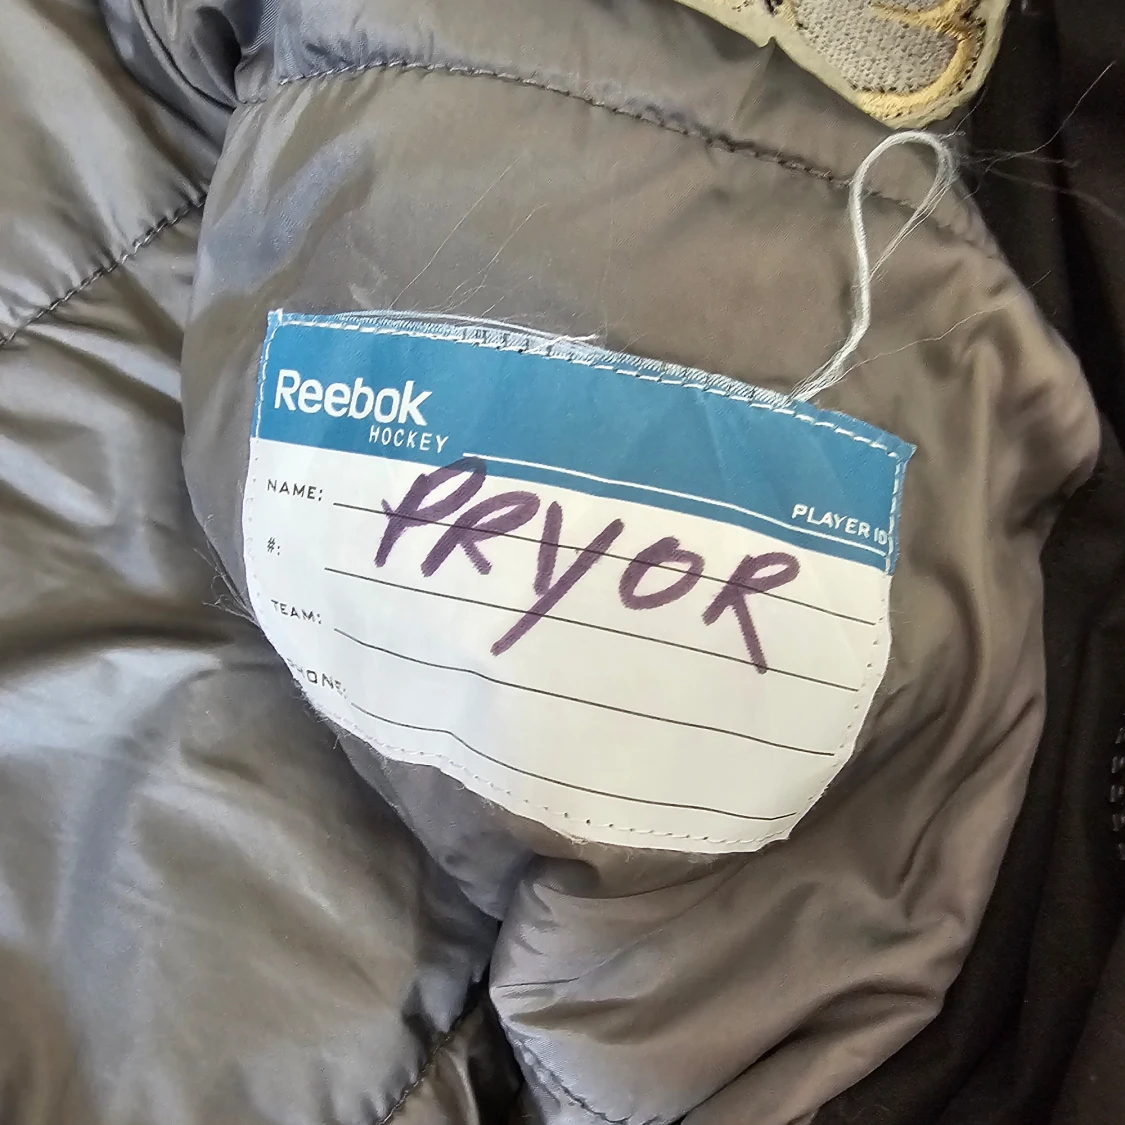 Reebok
HOCKEY
PLAYER ID
NAME: PRYOR
#:
TEAM:
PHONE: